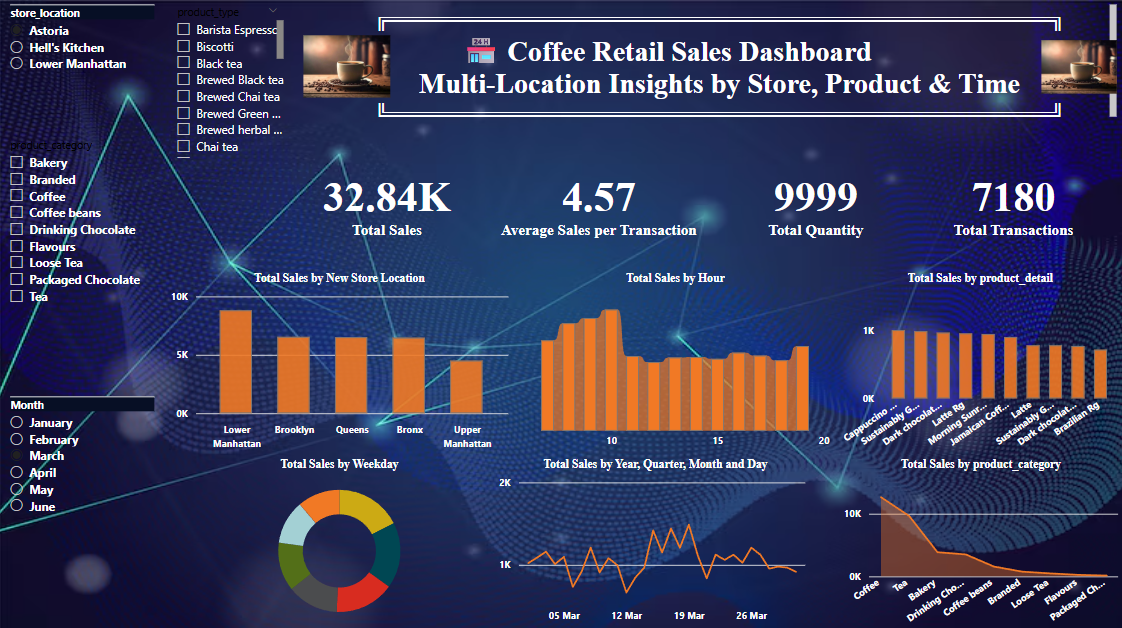 store_location
Astoria
Hell's Kitchen
Lower Manhattan
product_type
Barista Espresso
Biscotti
Black tea
Brewed Black tea
Brewed Chai tea
Brewed Green ...
Brewed herbal ...
Chai tea
24 H
Coffee Retail Sales Dashboard
Multi-Location Insights by Store, Product & Time
product_category
Bakery
Branded
Coffee
Coffee beans
Drinking Chocolate
Flavours
Loose Tea
Packaged Chocolate
Tea
32.84K
Total Sales
4.57
Average Sales per Transaction
9999
Total Quantity
7180
Total Transactions
Total Sales by New Store Location
10K
5K
0K
Lower
Manhattan
Brooklyn
Queens
Bronx
Upper
Manhattan
Total Sales by Hour
10
15
20
Total Sales by product_detail
1K
0K
Cappuccino ...
Sustainably G...
Dark chocolat...
Latte Rg
Morning Sunr...
Jamaican Coff...
Latte
Sustainably G...
Dark chocolat...
Brazilian Rg
Month
January
February
March
April
May
June
Total Sales by Weekday
Total Sales by Year, Quarter, Month and Day
2K
1K
05 Mar
12 Mar
19 Mar
26 Mar
Total Sales by product_category
10K
0K
Coffee
Tea
Bakery
Drinking Cho...
Coffee beans
Branded
Loose Tea
Flavours
Packaged Ch...